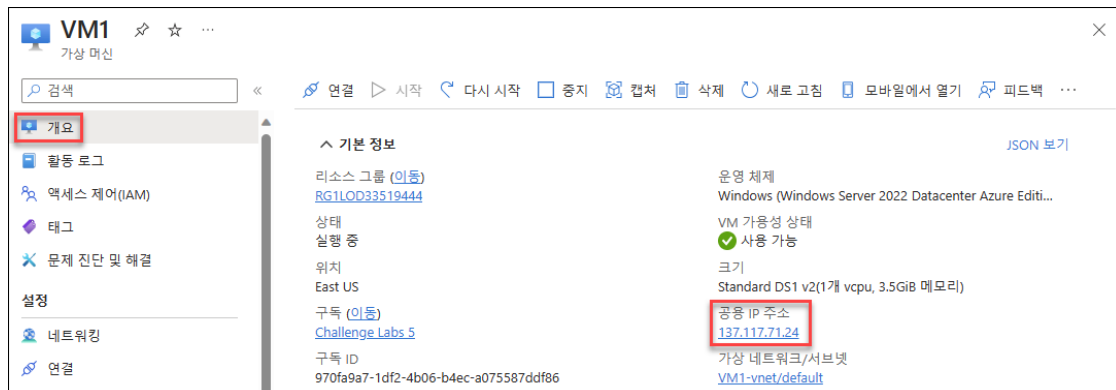 VM1
가상 머신
검색
연결 시작 다시 시작 중지 캡처 삭제 새로 고침 모바일에서 열기 피드백
개요
활동 로그
액세스 제어(IAM)
태그
문제 진단 및 해결
설정
네트워킹
연결
기본 정보
JSON 보기
리소스 그룹 (이동)
RG1LOD33519444
상태
실행 중
위치
East US
구독 (이동)
Challenge Labs 5
구독 ID
970fa9a7-1df2-4b06-b4ec-a075587ddf86
운영 체제
Windows (Windows Server 2022 Datacenter Azure Editi...
VM 가용성 상태
사용 가능
크기
Standard DS1 v2(1개 vcpu, 3.5GiB 메모리)
공용 IP 주소
137.117.71.24
가상 네트워크/서브넷
VM1-vnet/default